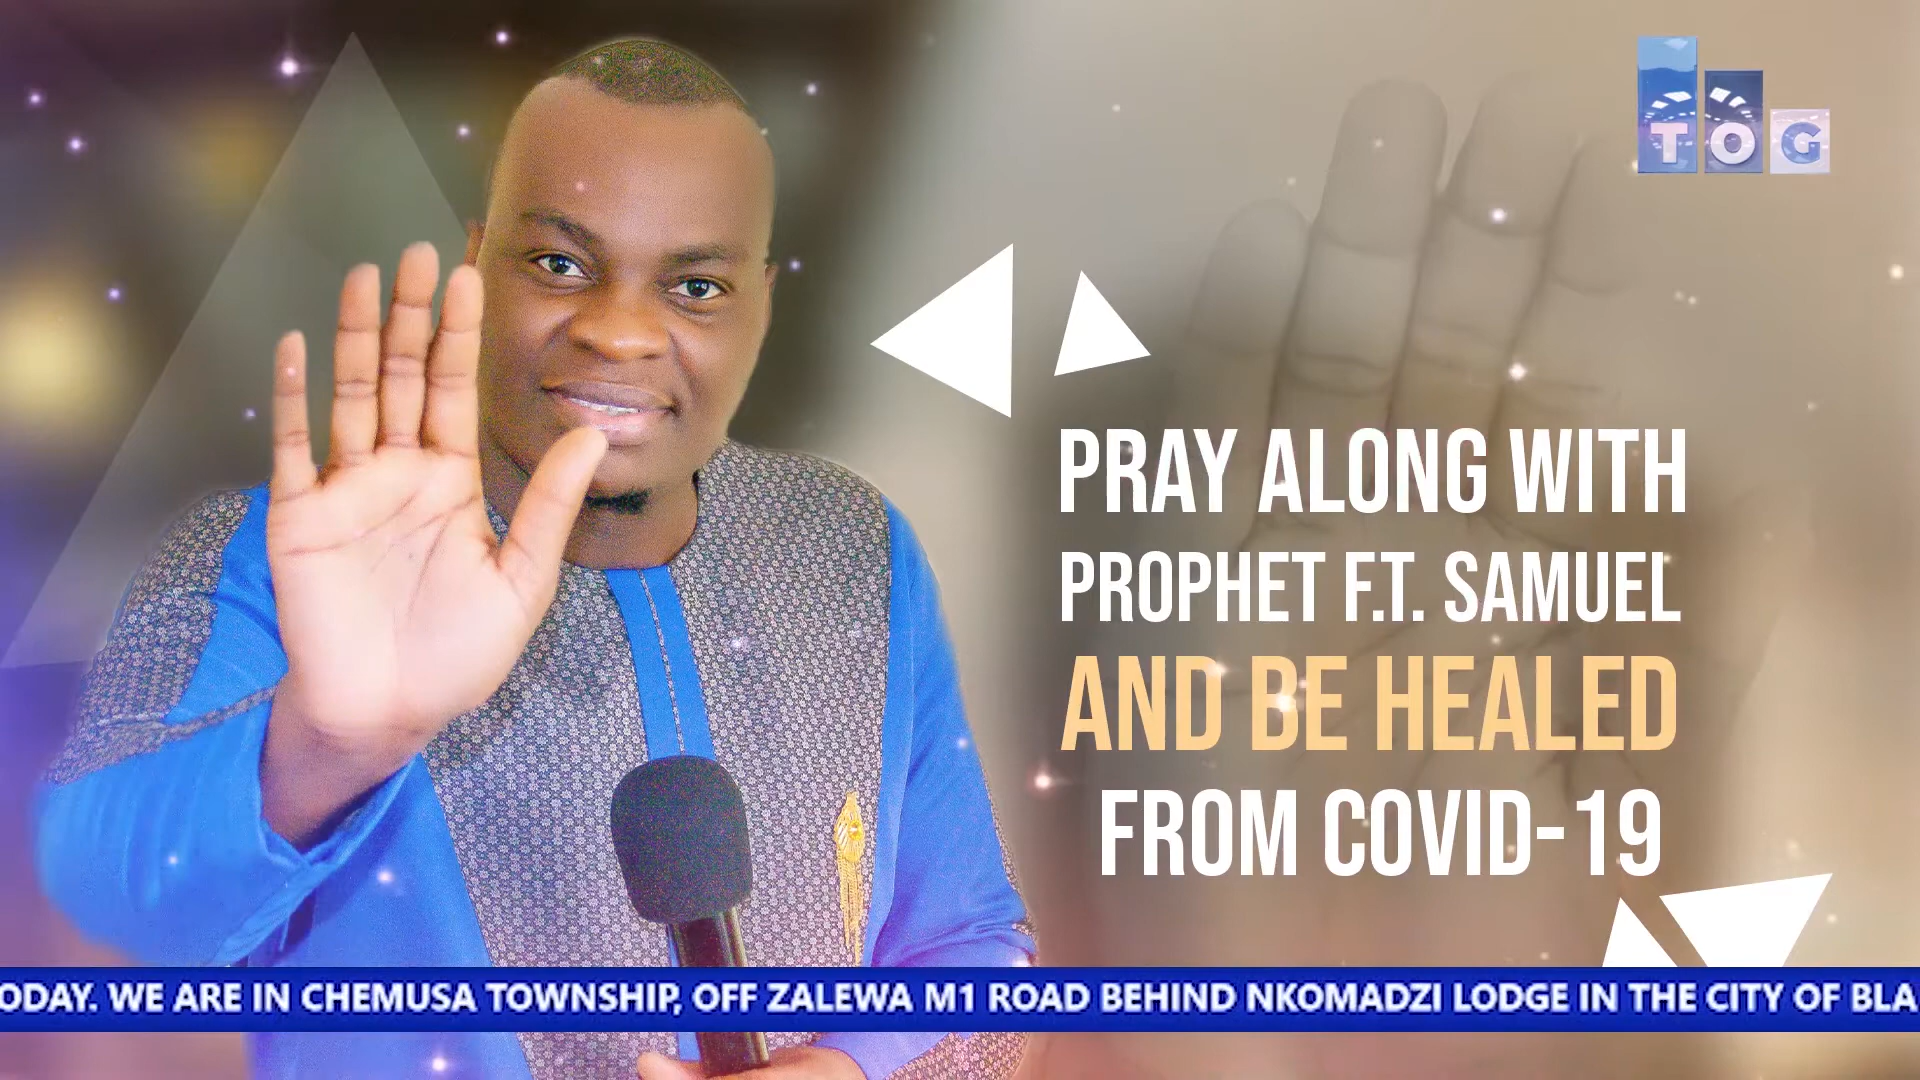 TOG
PRAY ALONG WITH
PROPHET F.T. SAMUEL
AND BE HEALED
FROM COVID-19
ODAY. WE ARE IN CHEMUSA TOWNSHIP, OFF ZALEWA M1 ROAD BEHIND NKOMADZI LODGE IN THE CITY OF BLA